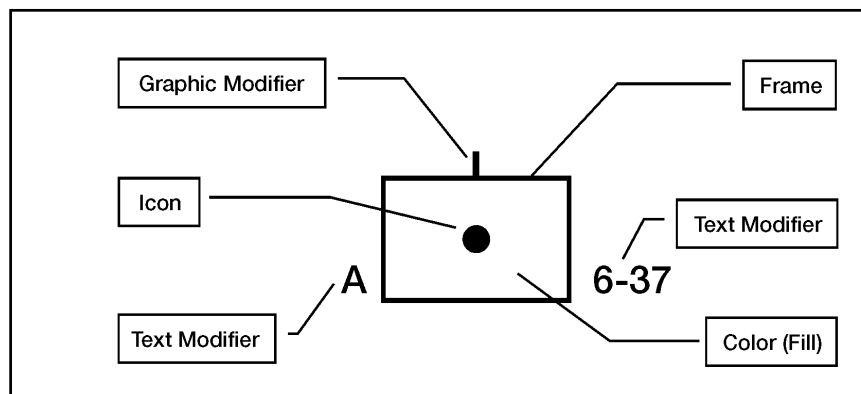 Graphic Modifier
Frame
Icon
Text Modifier
A
6-37
Text Modifier
Color (Fill)